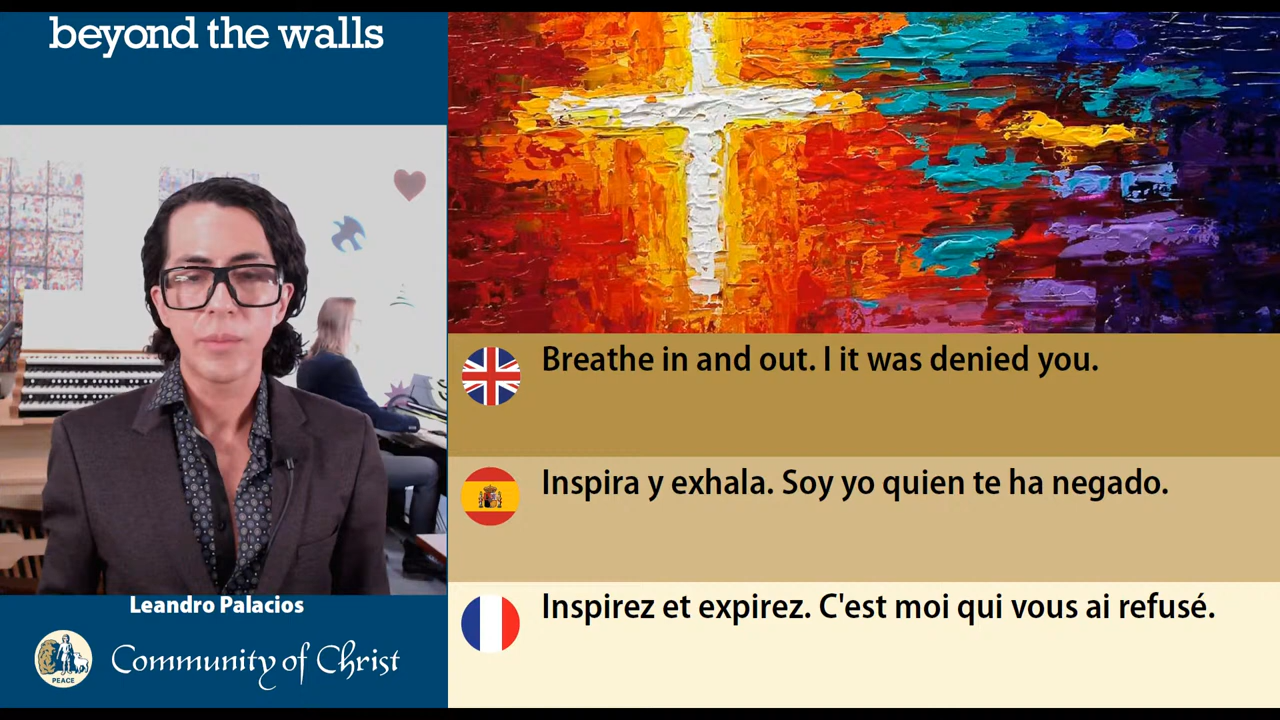 beyond the walls
Breathe in and out. I it was denied you.
Inspira y exhala. Soy yo quien te ha negado.
Inspirez et expirez. C'est moi qui vous ai refusé.
Leandro Palacios
PEACE
Community of Christ